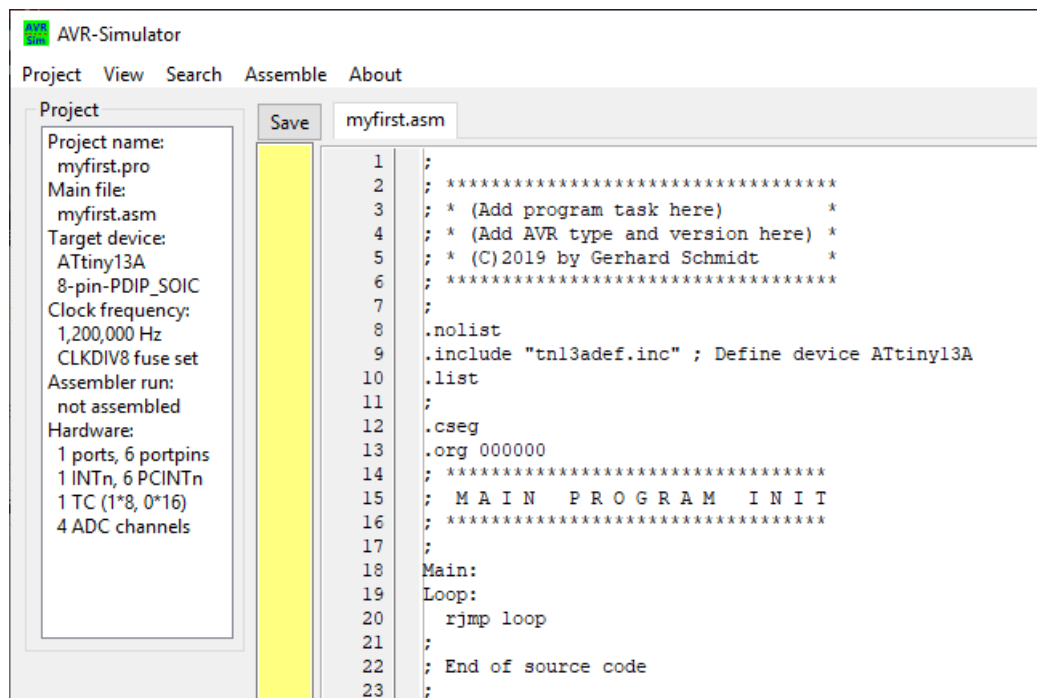 AVR Sim AVR-Simulator
Project View Search Assemble About
Project
Project name:
myfirst.pro
Main file:
myfirst.asm
Target device:
ATtiny13A
8-pin-PDIP_SOIC
Clock frequency:
1,200,000 Hz
CLKDIV8 fuse set
Assembler run:
not assembled
Hardware:
1 ports, 6 portpins
1 INTn, 6 PCINTn
1 TC (1*8, 0*16)
4 ADC channels
Save myfirst.asm
1 ;
2 ; ***********************************
3 ; * (Add program task here)         *
4 ; * (Add AVR type and version here) *
5 ; * (C)2019 by Gerhard Schmidt      *
6 ; ***********************************
7 ;
8 .nolist
9 .include "tn13adef.inc" ; Define device ATtiny13A
10 .list
11 ;
12 .cseg
13 .org 000000
14 ; **********************************
15 ;  M A I N   P R O G R A M   I N I T
16 ; **********************************
17 ;
18 Main:
19 Loop:
20   rjmp loop
21 ;
22 ; End of source code
23 ;